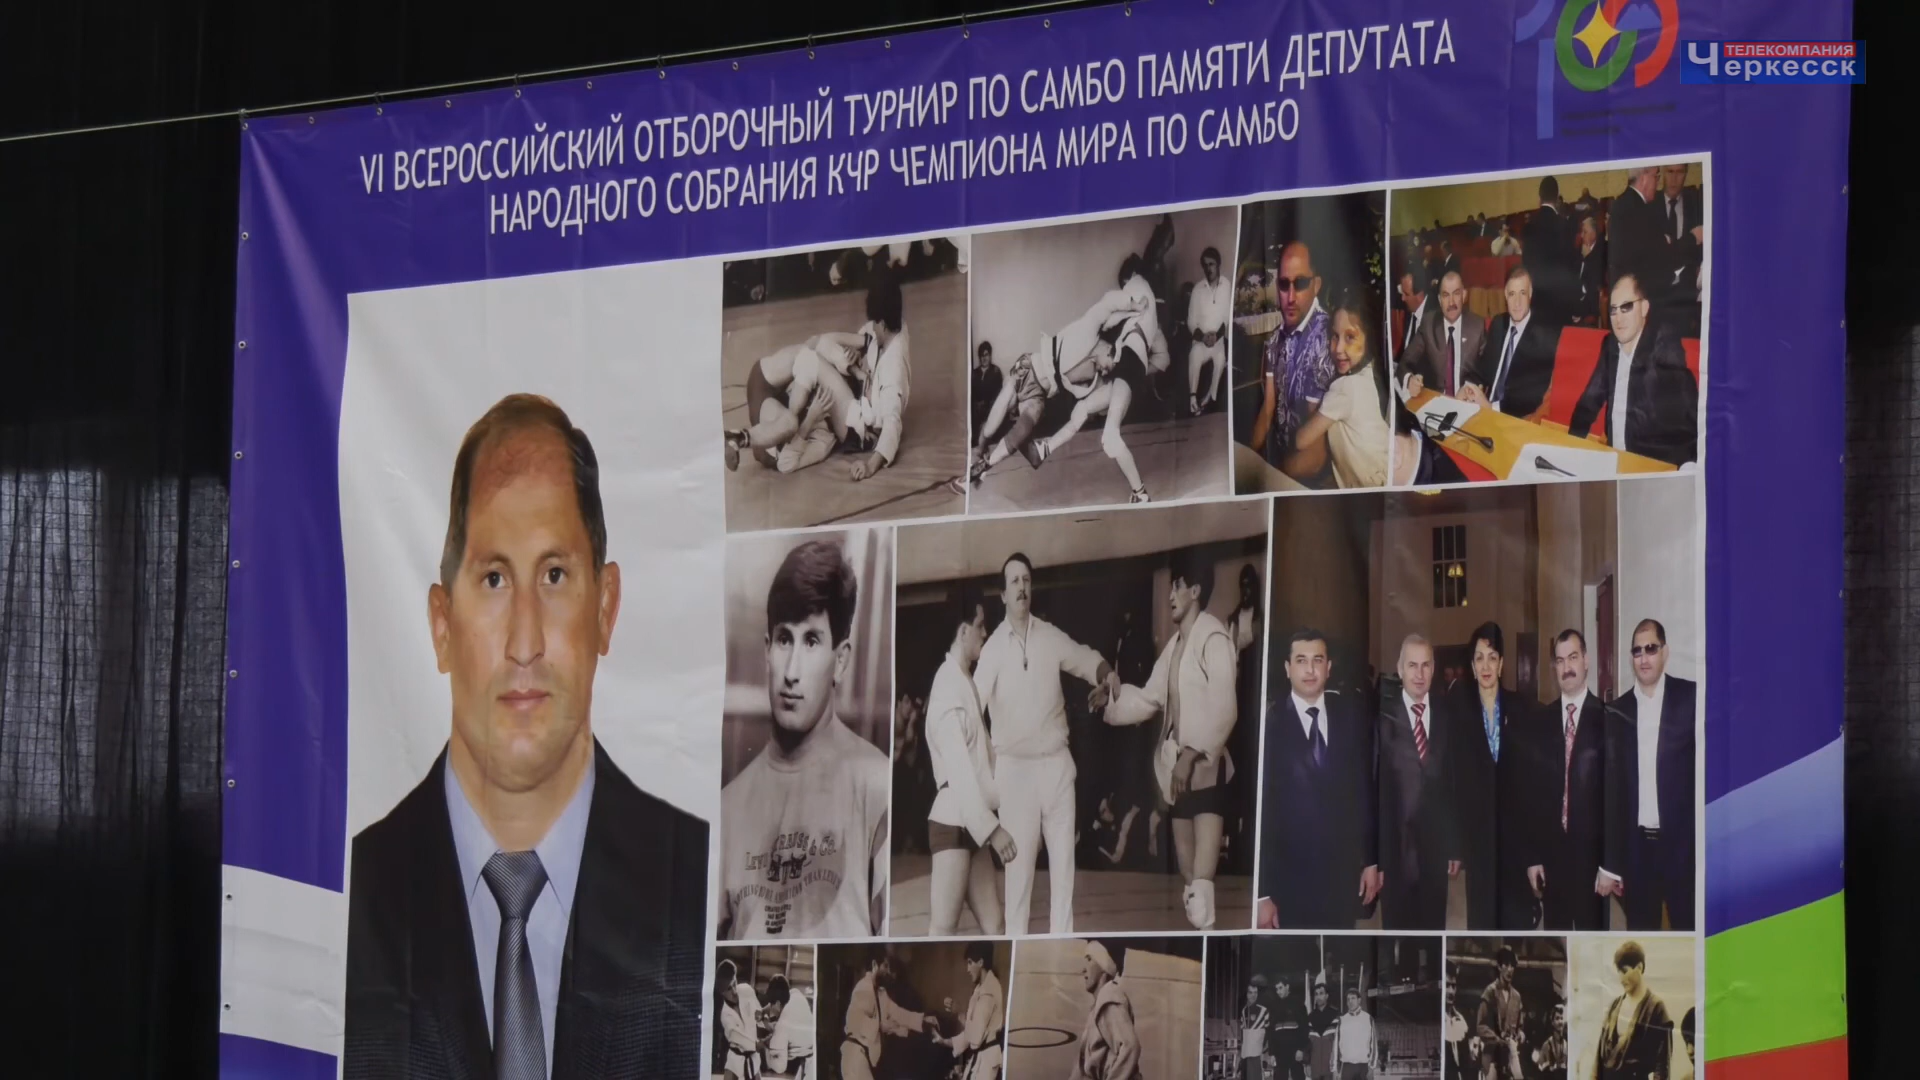 VI ВСЕРОССИЙСКИЙ ОТБОРОЧНЫЙ ТУРНИР ПО САМБО ПАМЯТИ ДЕПУТАТА
НАРОДНОГО СОБРАНИЯ КЧР ЧЕМПИОНА МИРА ПО САМБО
ТЕЛЕКОМПАНИЯ
Черкесск